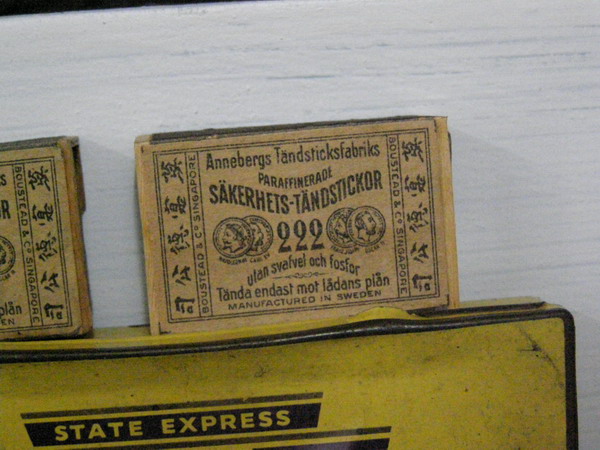 Annebergs Tändsticksfabriks
PARAFFINERADE
SÄKERHETS-TÄNDSTICKOR
222
utan svafvel och fosfor
Tända endast mot lådans plån
MANUFACTURED IN SWEDEN
BOUSTEAD & Cº SINGAPORE
BOUSTEAD & Cº SINGAPORE
BOUSTEAD & Cº SINGAPORE
plån
STATE EXPRESS